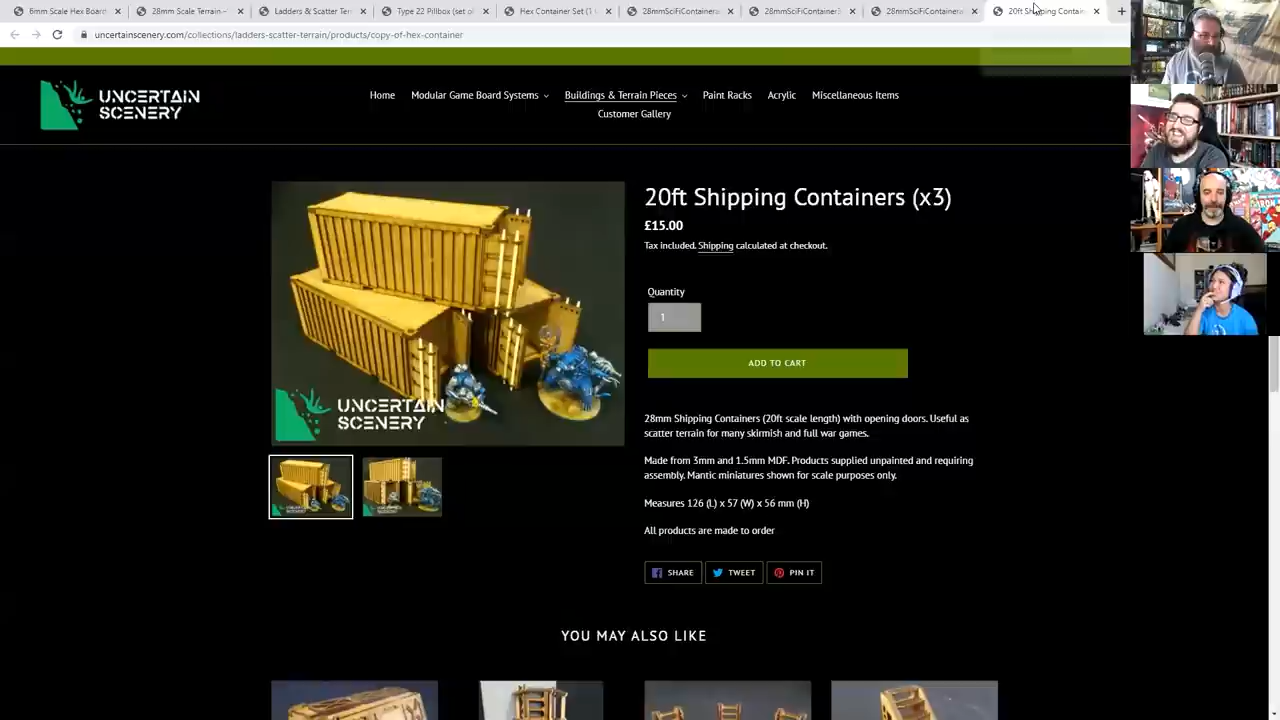 6mm Scale Hex Board
28mm Scale Terrain –
Ladders & Scatter Terr
Type 22 Pillbox (set o
Hex Container Set (1
28mmSciFiContainer
28mmSciFiContainer3
28mmSciFiContainer
20ft Shipping Contain
uncertainscenery.com/collections/ladders-scatter-terrain/products/copy-of-hex-container
UNCERTAIN
SCENERY
Home
Modular Game Board Systems
Buildings & Terrain Pieces
Paint Racks
Acrylic
Miscellaneous Items
Customer Gallery
UNCERTAIN
SCENERY
20ft Shipping Containers (x3)
£15.00
Tax included. Shipping calculated at checkout.
Quantity
1
ADD TO CART
28mm Shipping Containers (20ft scale length) with opening doors. Useful as
scatter terrain for many skirmish and full war games.
Made from 3mm and 1.5mm MDF. Products supplied unpainted and requiring
assembly. Mantic miniatures shown for scale purposes only.
Measures 126 (L) x 57 (W) x 56 mm (H)
All products are made to order
SHARE
TWEET
PIN IT
YOU MAY ALSO LIKE